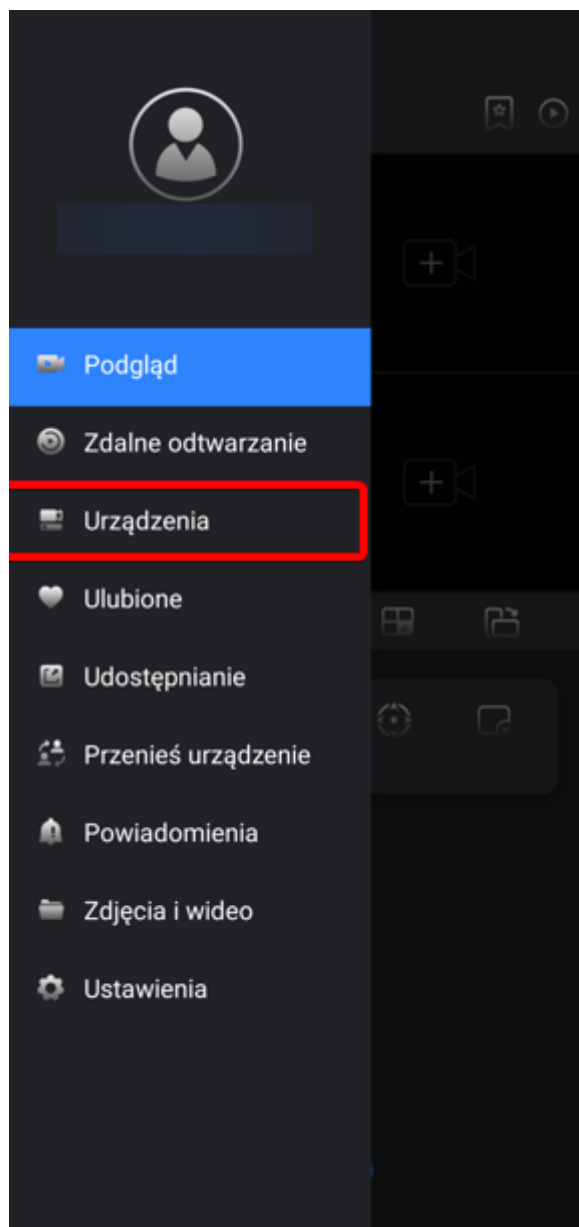 Podgląd
Zdalne odtwarzanie
Urządzenia
Ulubione
Udostępnianie
Przenieś urządzenie
Powiadomienia
Zdjęcia i wideo
Ustawienia